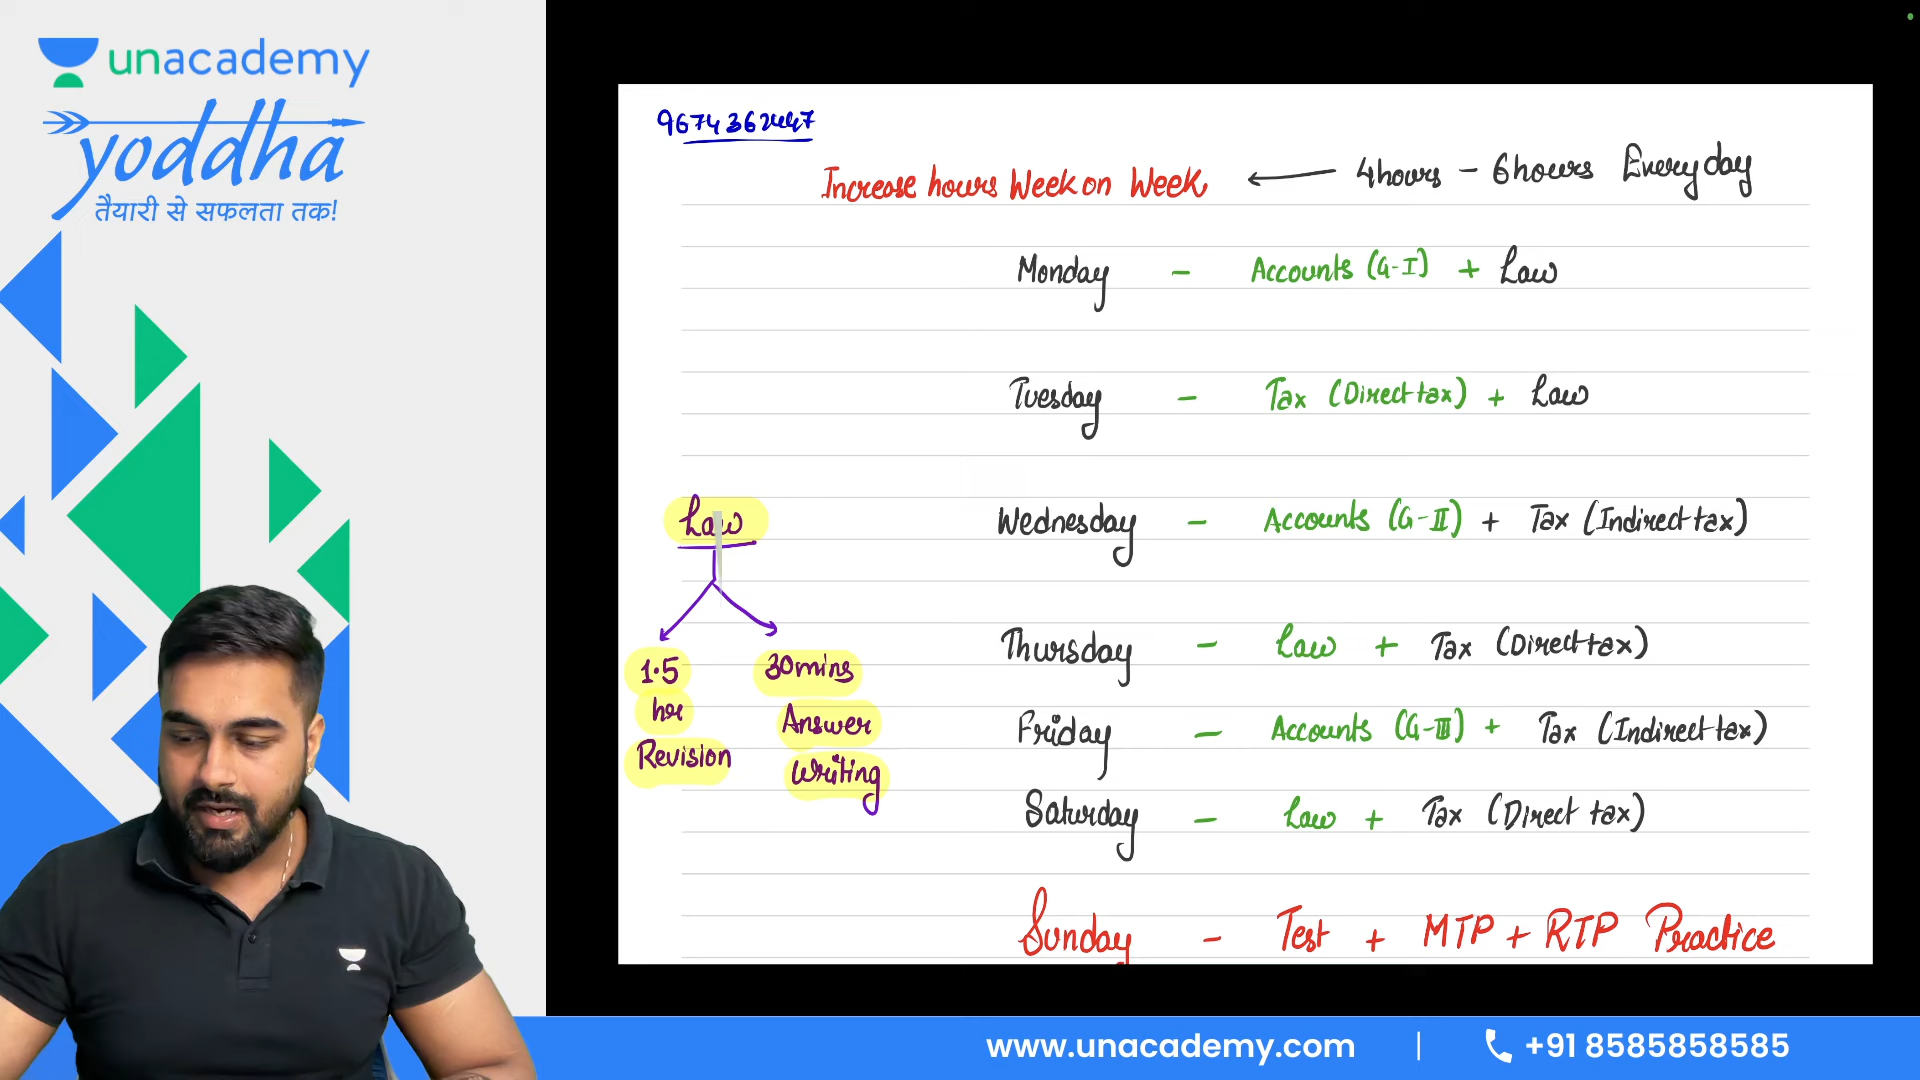 unacademy
yoddha
तैयारी से सफलता तक!
9674362447
Increase hours Week on Week ← 4hours - 6hours Everyday
Monday - Accounts (G-I) + Law
Tuesday - Tax (Direct tax) + Law
Wednesday - Accounts (G-II) + Tax (Indirect tax)
Thursday - Law + Tax (Direct tax)
Friday - Accounts (G-II) + Tax (Indirect tax)
Saturday - Law + Tax (Direct tax)
Sunday - Test + MTP + RTP Practice
Law
1.5
hr
Revision
30mins
Answer
Writing
www.unacademy.com | +91 8585858585